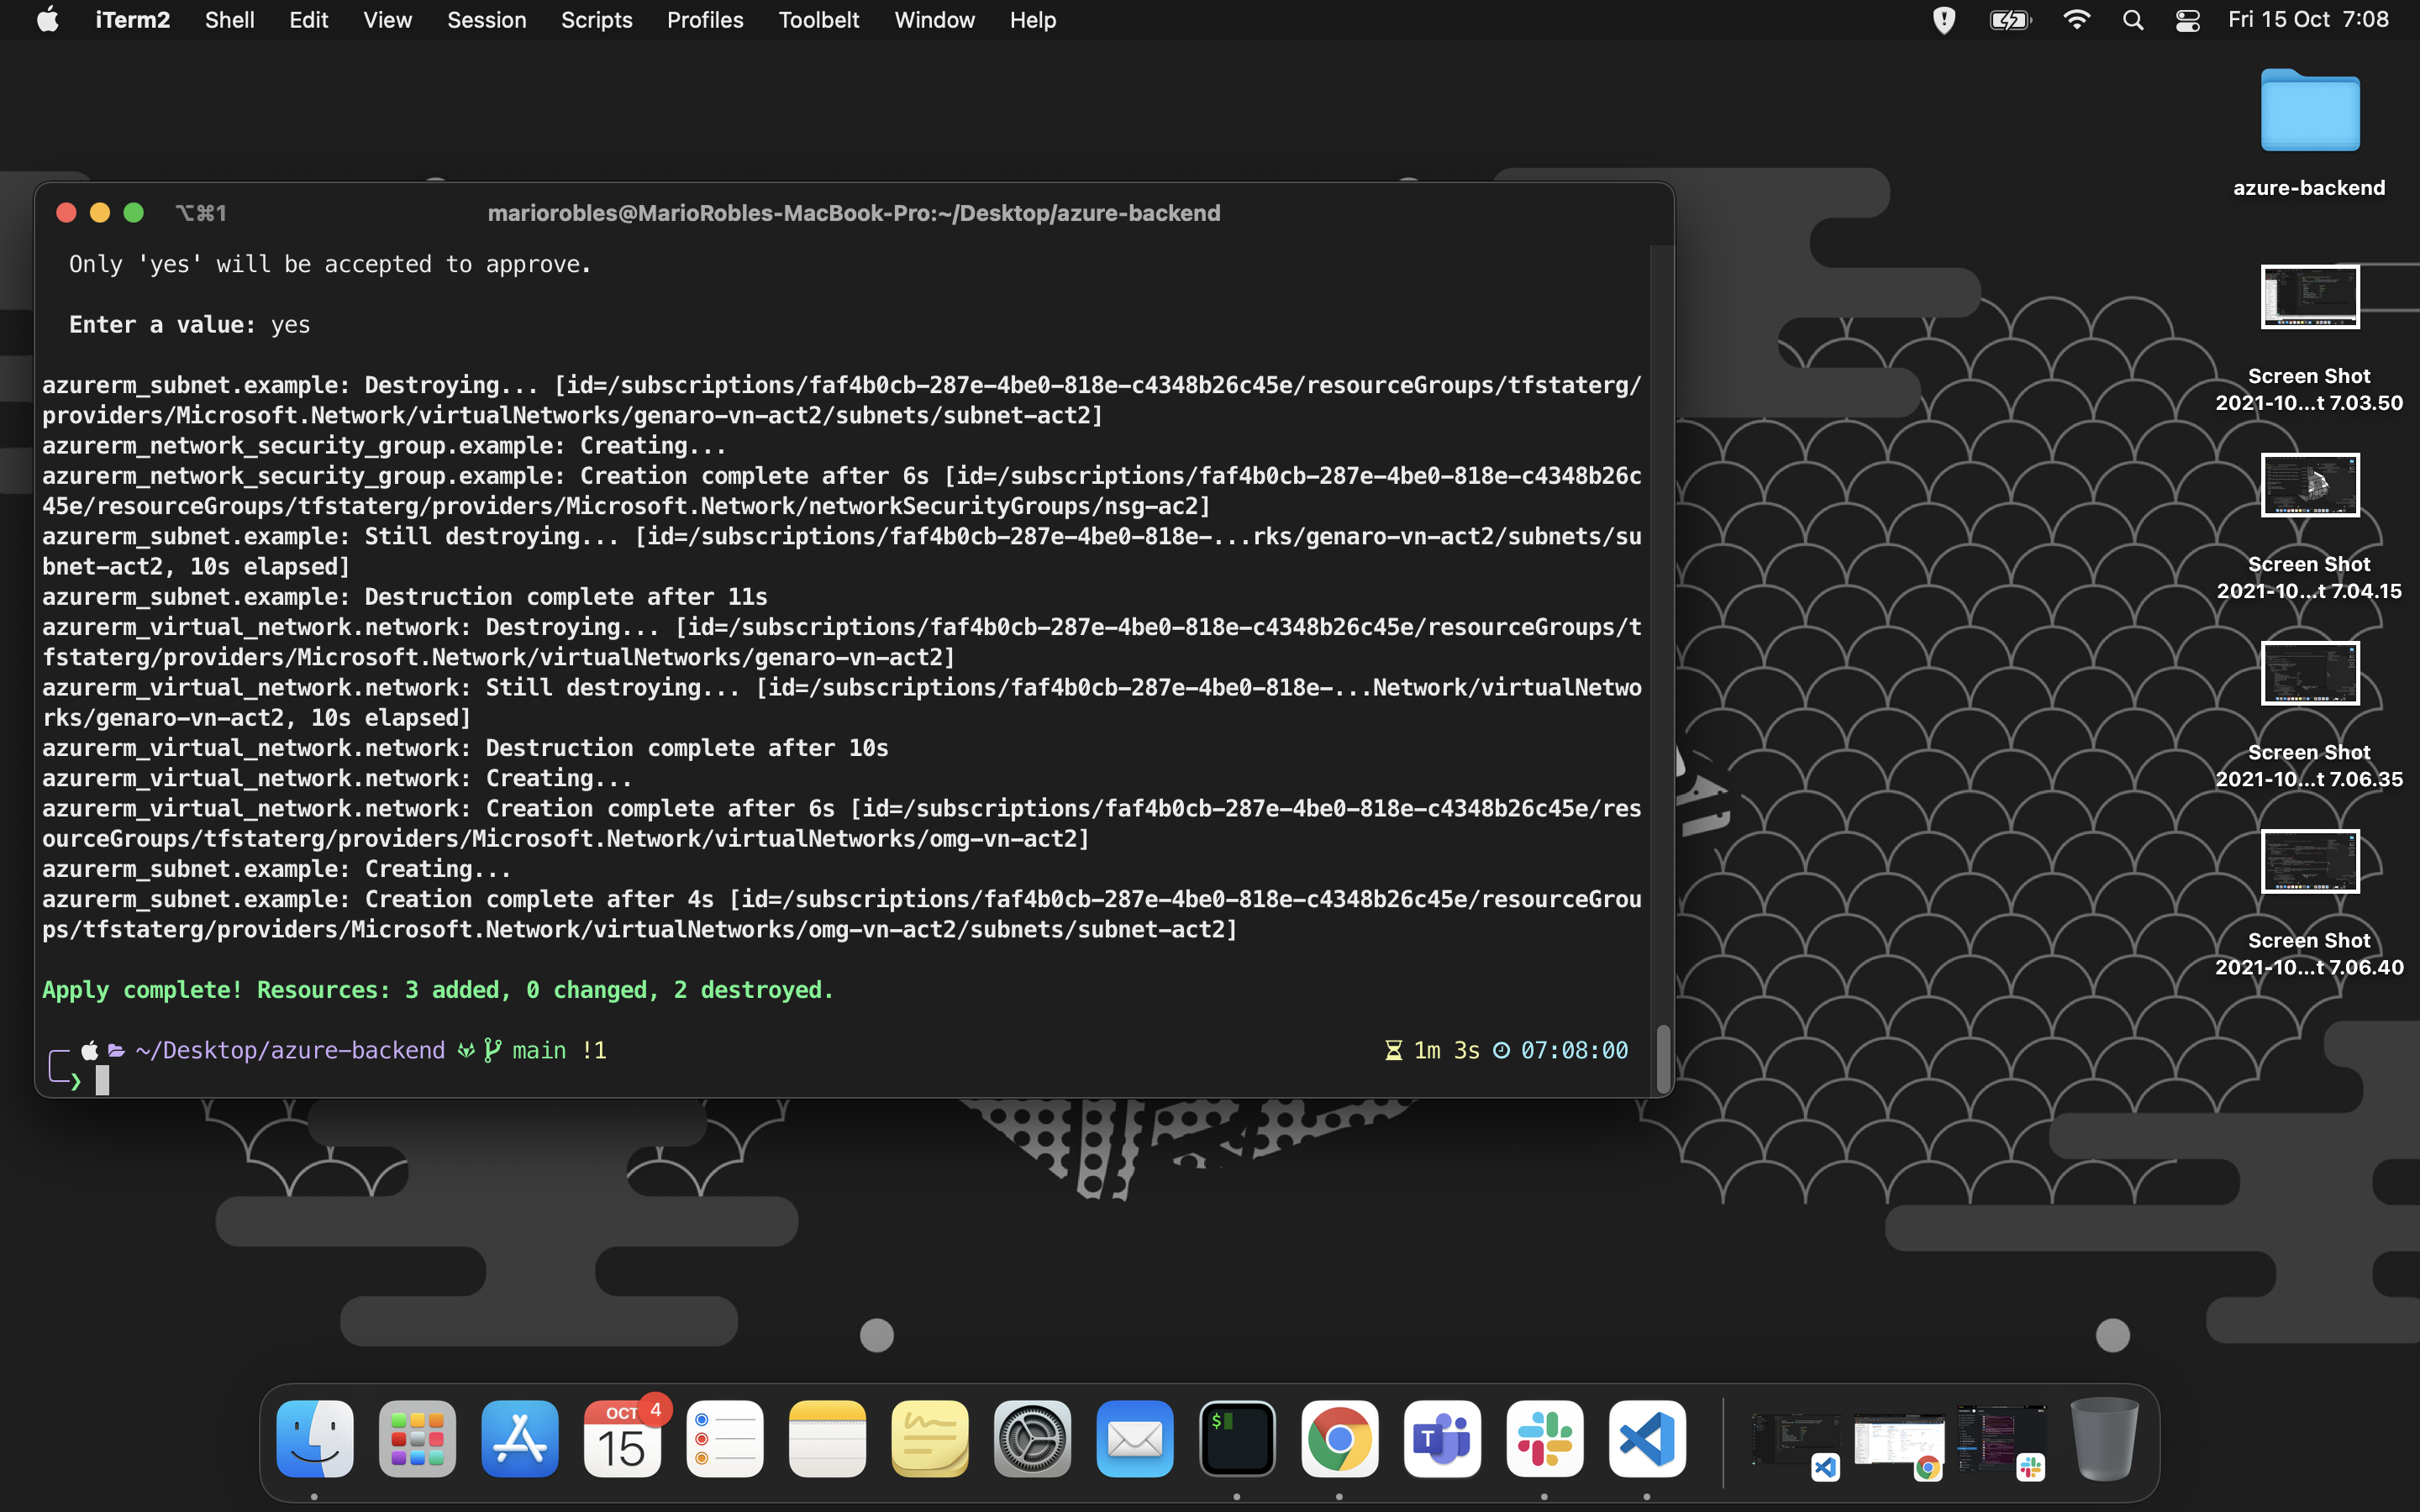 iTerm2 Shell Edit View Session Scripts Profiles Toolbelt Window Help Fri 15 Oct 7:08
azure-backend
⌥⌘1 mariorobles@MarioRobles-MacBook-Pro:~/Desktop/azure-backend
Only 'yes' will be accepted to approve.
Enter a value: yes
azurerm_subnet.example: Destroying... [id=/subscriptions/faf4b0cb-287e-4be0-818e-c4348b26c45e/resourceGroups/tfstaterg/
providers/Microsoft.Network/virtualNetworks/genaro-vn-act2/subnets/subnet-act2]
azurerm_network_security_group.example: Creating...
azurerm_network_security_group.example: Creation complete after 6s [id=/subscriptions/faf4b0cb-287e-4be0-818e-c4348b26c
45e/resourceGroups/tfstaterg/providers/Microsoft.Network/networkSecurityGroups/nsg-ac2]
azurerm_subnet.example: Still destroying... [id=/subscriptions/faf4b0cb-287e-4be0-818e-...rks/genaro-vn-act2/subnets/su
bnet-act2, 10s elapsed]
azurerm_subnet.example: Destruction complete after 11s
azurerm_virtual_network.network: Destroying... [id=/subscriptions/faf4b0cb-287e-4be0-818e-c4348b26c45e/resourceGroups/t
fstaterg/providers/Microsoft.Network/virtualNetworks/genaro-vn-act2]
azurerm_virtual_network.network: Still destroying... [id=/subscriptions/faf4b0cb-287e-4be0-818e-...Network/virtualNetwo
rks/genaro-vn-act2, 10s elapsed]
azurerm_virtual_network.network: Destruction complete after 10s
azurerm_virtual_network.network: Creating...
azurerm_virtual_network.network: Creation complete after 6s [id=/subscriptions/faf4b0cb-287e-4be0-818e-c4348b26c45e/res
ourceGroups/tfstaterg/providers/Microsoft.Network/virtualNetworks/omg-vn-act2]
azurerm_subnet.example: Creating...
azurerm_subnet.example: Creation complete after 4s [id=/subscriptions/faf4b0cb-287e-4be0-818e-c4348b26c45e/resourceGrou
ps/tfstaterg/providers/Microsoft.Network/virtualNetworks/omg-vn-act2/subnets/subnet-act2]
Apply complete! Resources: 3 added, 0 changed, 2 destroyed.
~/Desktop/azure-backend main !1 1m 3s 07:08:00
❯
Screen Shot
2021-10...t 7.03.50
Screen Shot
2021-10...t 7.04.15
Screen Shot
2021-10...t 7.06.35
Screen Shot
2021-10...t 7.06.40
OCT 4
15
$
T